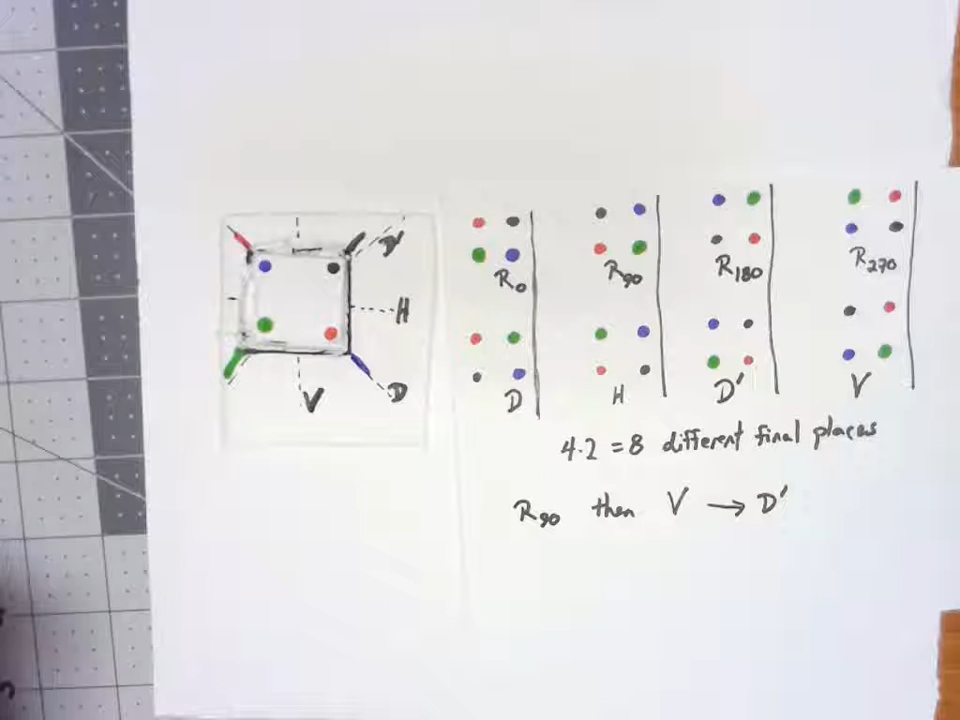 D'
H
D
V
R₀ R₉₀ R₁₈₀ R₂₇₀
D H D' V
4·2 = 8 different final places
R₉₀ then V → D'